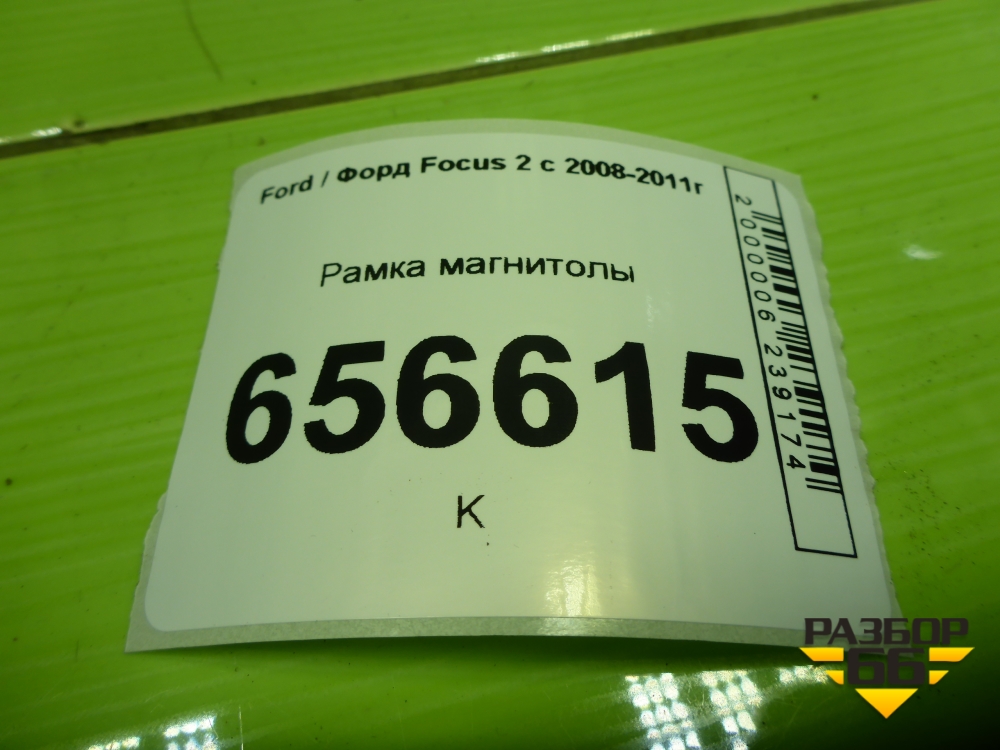 Ford / Форд Focus 2 с 2008-2011г
Рамка магнитолы
656615
К
2000006239174
РАЗБОР
66